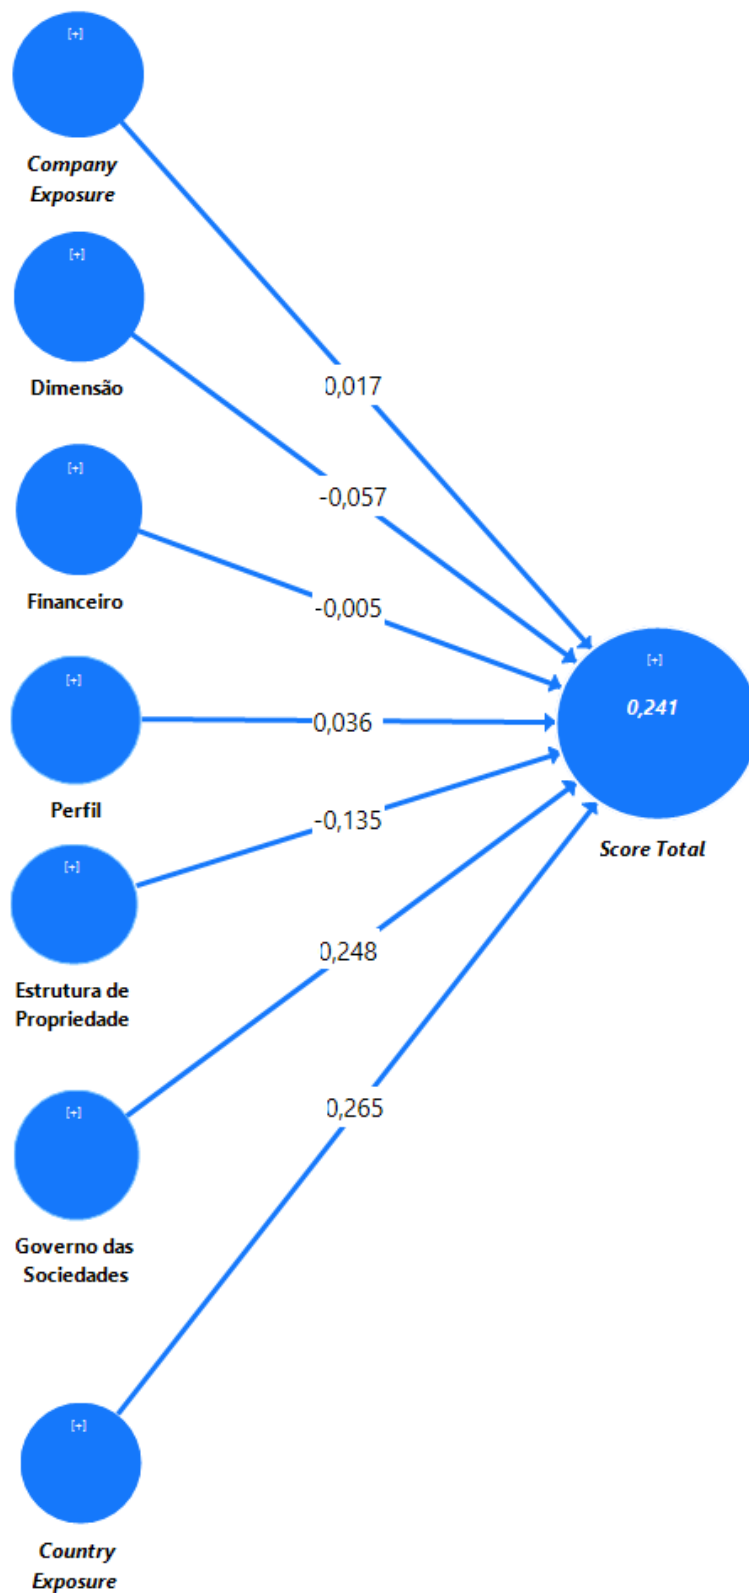 [+]
Company
Exposure
[+]
Dimensão
[+]
Financeiro
[+]
Perfil
[+]
Estrutura de
Propriedade
[+]
Governo das
Sociedades
[+]
Country
Exposure
0,017
-0,057
-0,005
0,036
-0,135
0,248
0,265
[+]
0,241
Score Total